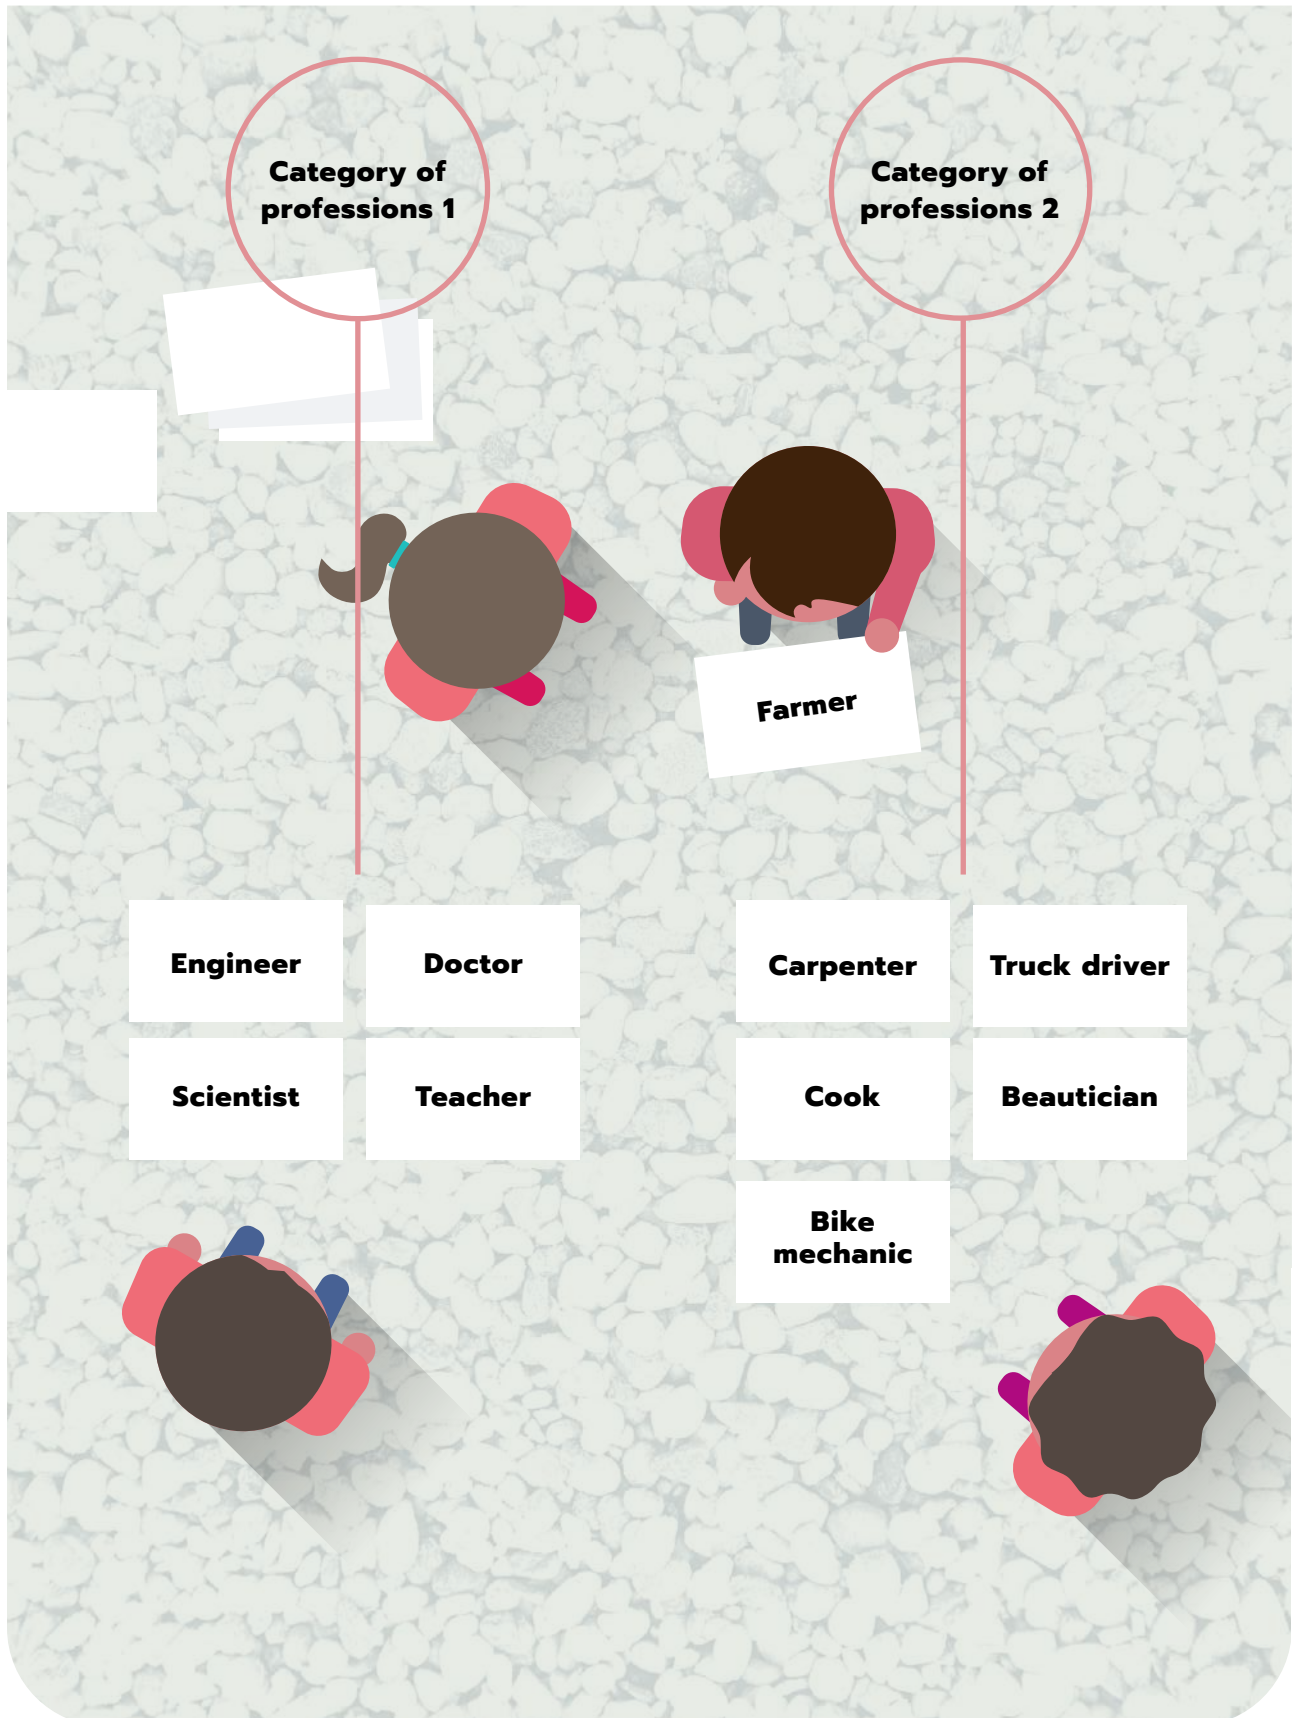 Category of
professions 1
Category of
professions 2
Farmer
Engineer
Doctor
Carpenter
Truck driver
Scientist
Teacher
Cook
Beautician
Bike
mechanic